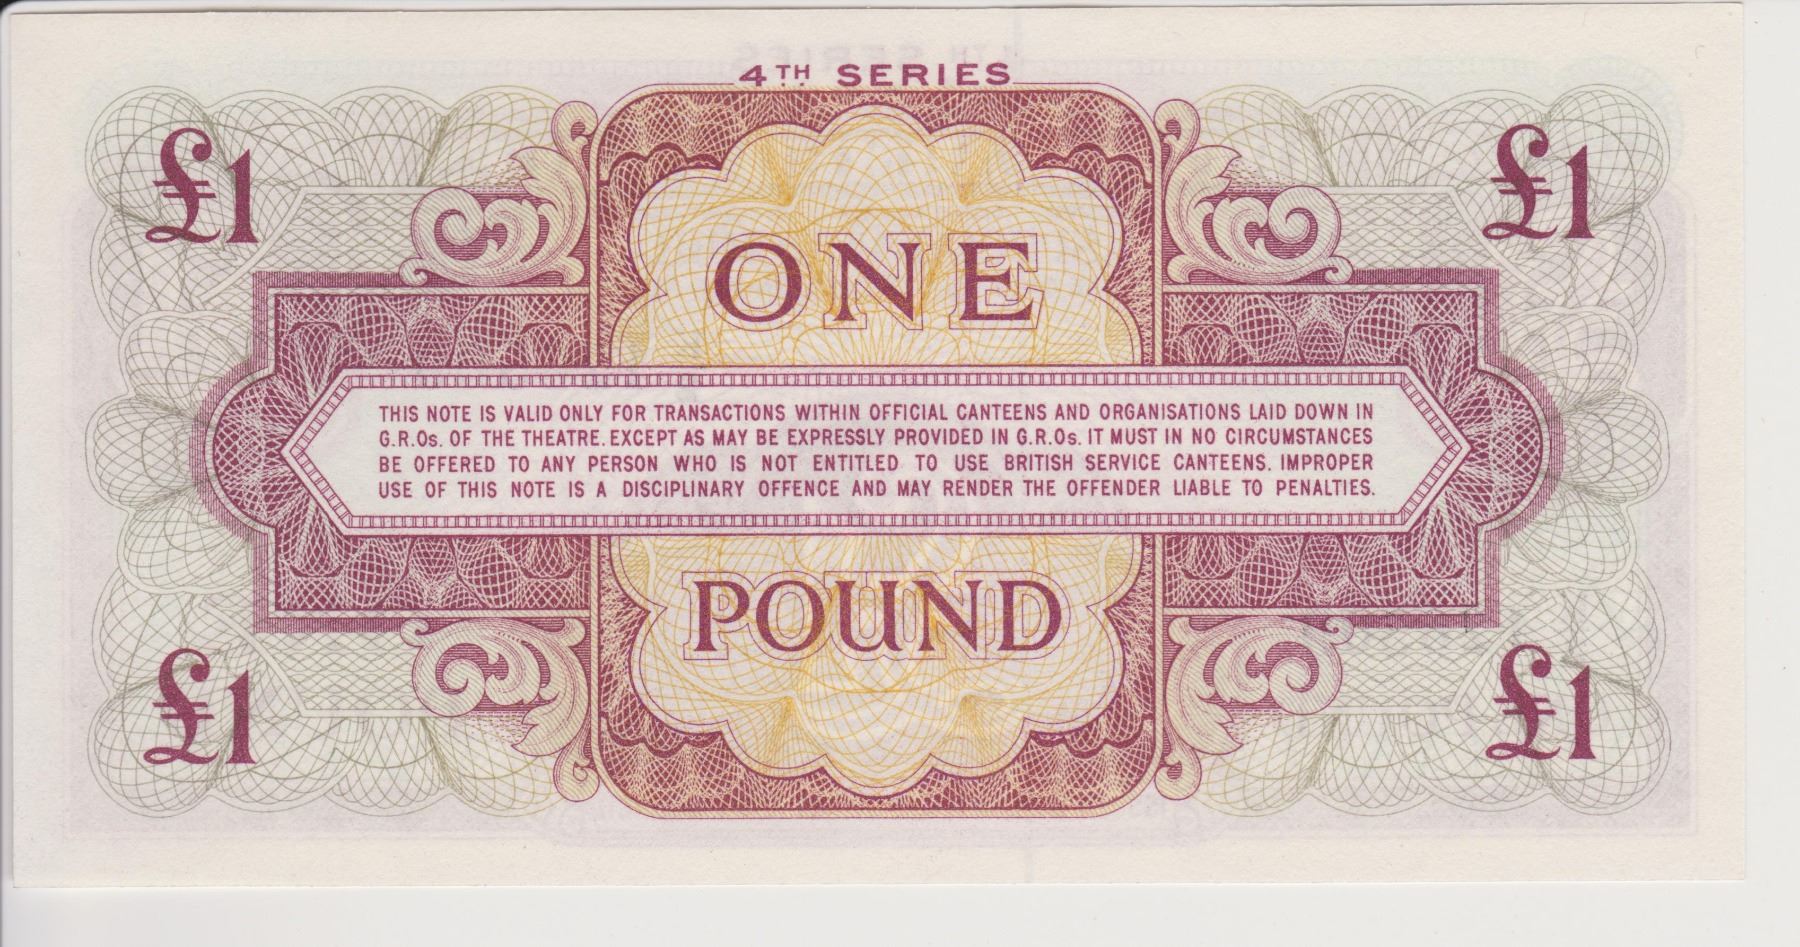 4TH SERIES
£1
£1
ONE
THIS NOTE IS VALID ONLY FOR TRANSACTIONS WITHIN OFFICIAL CANTEENS AND ORGANISATIONS LAID DOWN IN
G.R.Os. OF THE THEATRE. EXCEPT AS MAY BE EXPRESSLY PROVIDED IN G.R.Os. IT MUST IN NO CIRCUMSTANCES
BE OFFERED TO ANY PERSON WHO IS NOT ENTITLED TO USE BRITISH SERVICE CANTEENS. IMPROPER
USE OF THIS NOTE IS A DISCIPLINARY OFFENCE AND MAY RENDER THE OFFENDER LIABLE TO PENALTIES.
POUND
£1
£1